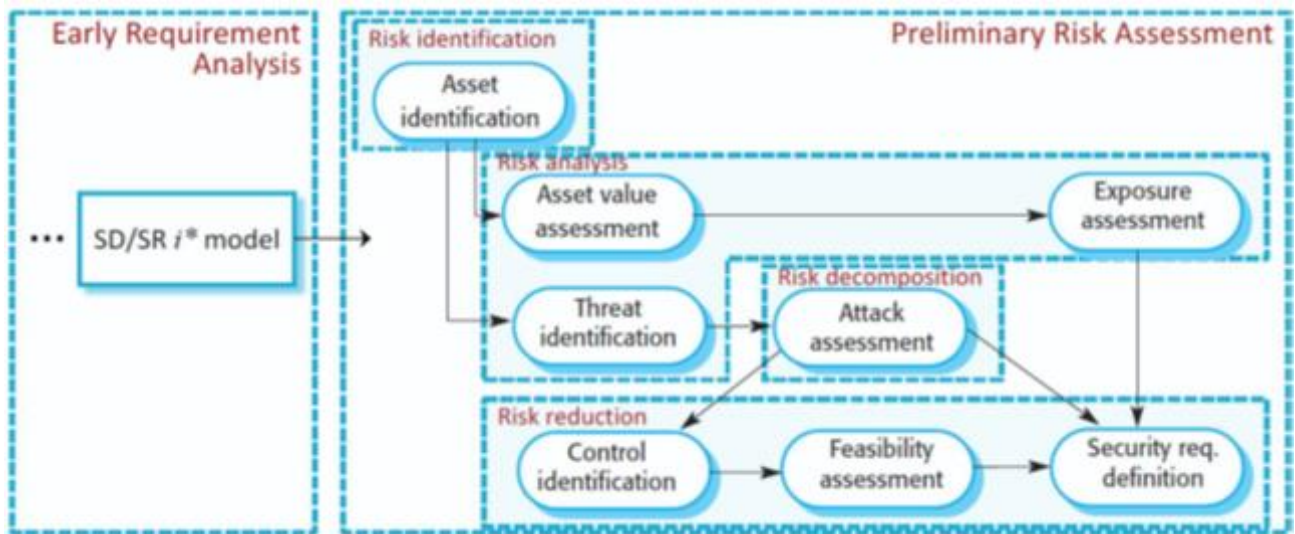 Early Requirement
Analysis
••• SD/SR i* model
Preliminary Risk Assessment
Risk identification
Asset
identification
Risk analysis
Asset value
assessment
Exposure
assessment
Threat
identification
Risk decomposition
Attack
assessment
Risk reduction
Control
identification
Feasibility
assessment
Security req.
definition